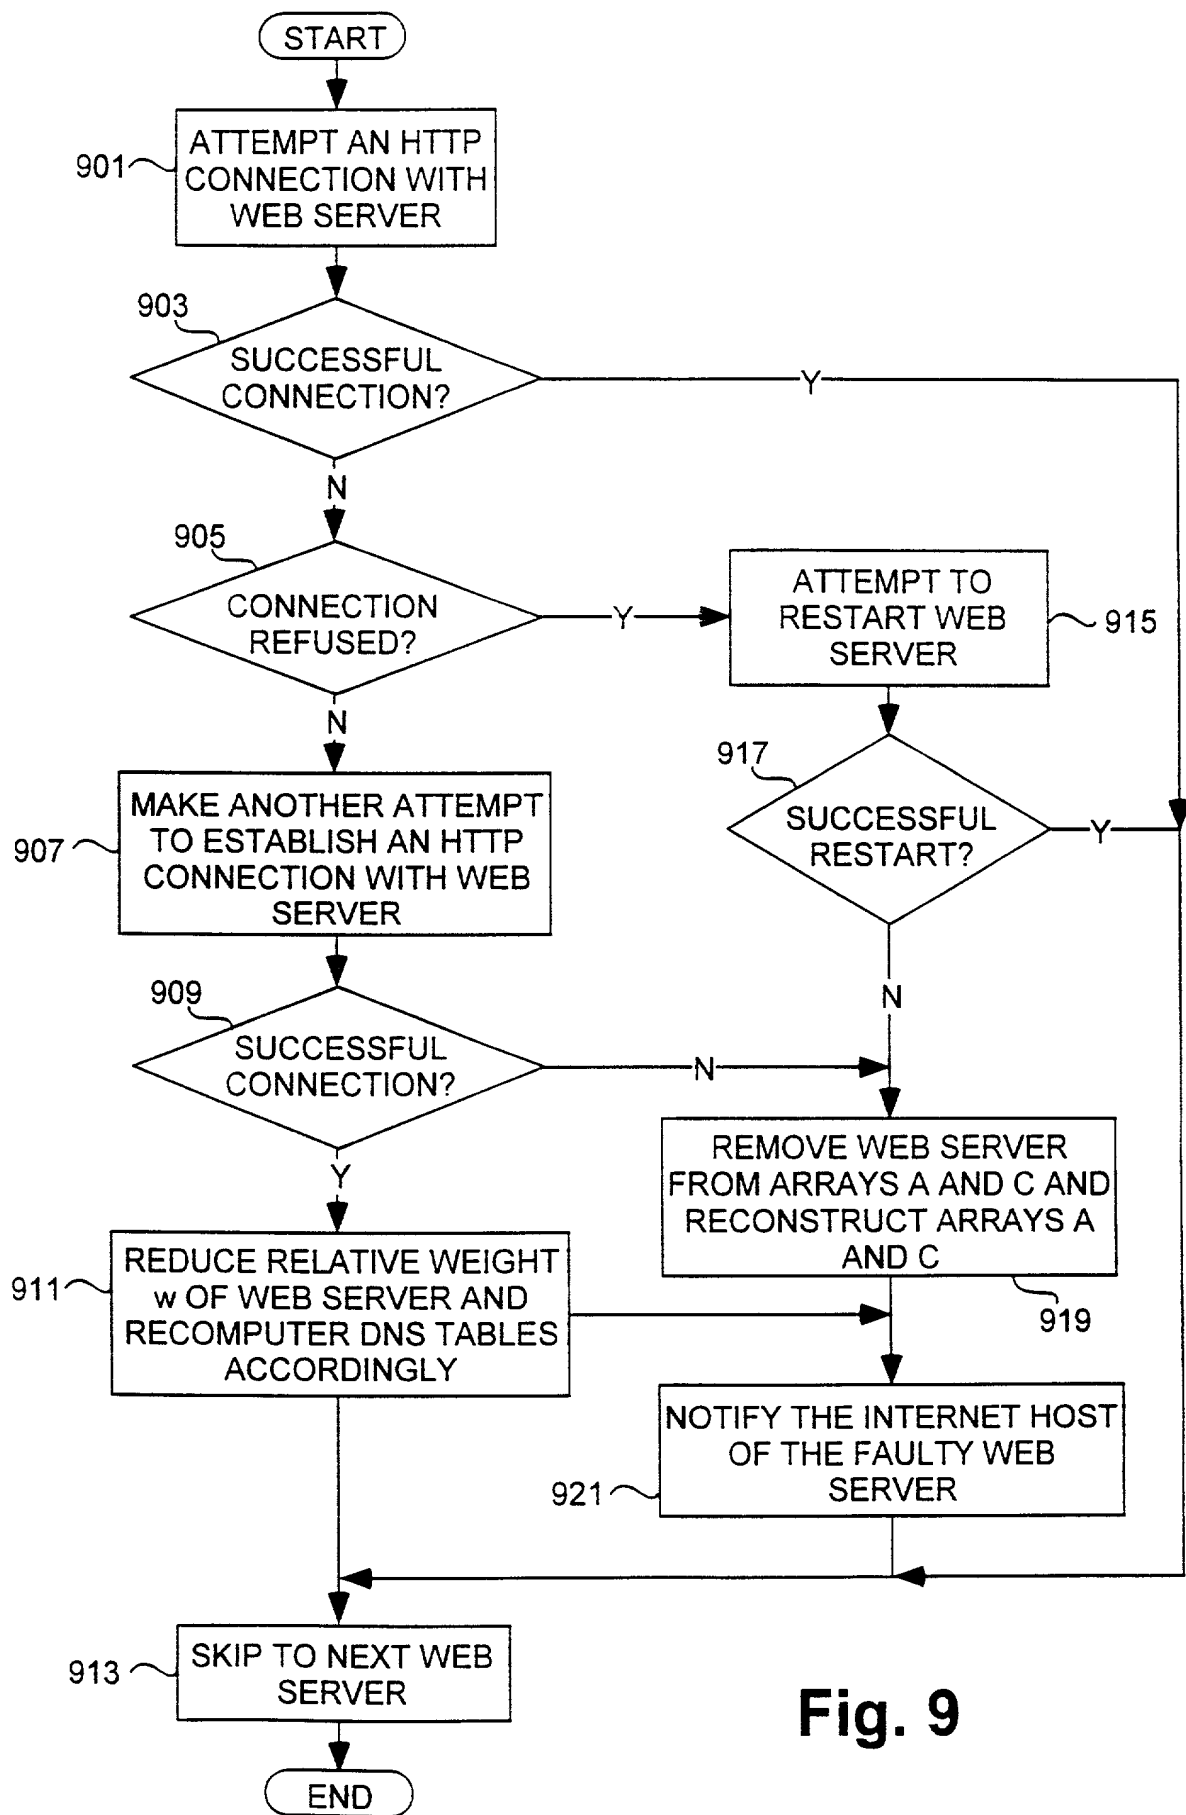 START
901
ATTEMPT AN HTTP
CONNECTION WITH
WEB SERVER
903
SUCCESSFUL
CONNECTION?
Y
N
905
CONNECTION
REFUSED?
Y
ATTEMPT TO
RESTART WEB
SERVER
915
N
917
SUCCESSFUL
RESTART?
Y
907
MAKE ANOTHER ATTEMPT
TO ESTABLISH AN HTTP
CONNECTION WITH WEB
SERVER
N
909
SUCCESSFUL
CONNECTION?
N
Y
REMOVE WEB SERVER
FROM ARRAYS A AND C AND
RECONSTRUCT ARRAYS A
AND C
919
911
REDUCE RELATIVE WEIGHT
w OF WEB SERVER AND
RECOMPUTER DNS TABLES
ACCORDINGLY
NOTIFY THE INTERNET HOST
OF THE FAULTY WEB
SERVER
921
913
SKIP TO NEXT WEB
SERVER
END
Fig. 9